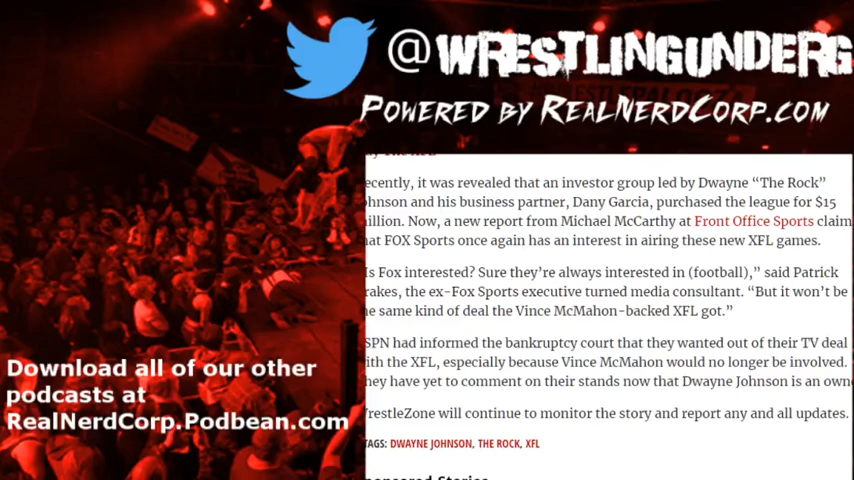 @WRESTLINGUNDERG
POWERED BY REALNERDCORP.COM
ecently, it was revealed that an investor group led by Dwayne “The Rock”
ohnson and his business partner, Dany Garcia, purchased the league for $15
illion. Now, a new report from Michael McCarthy at Front Office Sports claim
at FOX Sports once again has an interest in airing these new XFL games.
Is Fox interested? Sure they’re always interested in (football),” said Patrick
rakes, the ex-Fox Sports executive turned media consultant. “But it won’t be
e same kind of deal the Vince McMahon-backed XFL got.”
SPN had informed the bankruptcy court that they wanted out of their TV deal
ith the XFL, especially because Vince McMahon would no longer be involved.
hey have yet to comment on their stands now that Dwayne Johnson is an own
WrestleZone will continue to monitor the story and report any and all updates.
TAGS: DWAYNE JOHNSON, THE ROCK, XFL
Download all of our other
podcasts at
RealNerdCorp.Podbean.com